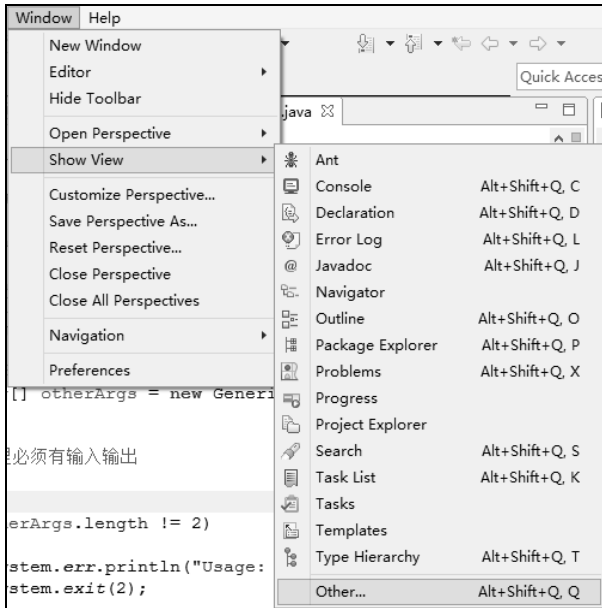 Window Help
New Window
Editor
Hide Toolbar
Quick Acces
.java
Open Perspective
Show View
Ant
Console Alt+Shift+Q, C
Customize Perspective...
Declaration Alt+Shift+Q, D
Save Perspective As...
Error Log Alt+Shift+Q, L
Reset Perspective...
Javadoc Alt+Shift+Q, J
Close Perspective
Navigator
Close All Perspectives
Outline Alt+Shift+Q, O
Navigation
Package Explorer Alt+Shift+Q, P
Preferences
Problems Alt+Shift+Q, X
[] otherArgs = new Generi
Progress
Project Explorer
必须有输入输出
Search Alt+Shift+Q, S
Task List Alt+Shift+Q, K
Tasks
erArgs.length != 2)
Templates
Type Hierarchy Alt+Shift+Q, T
stem.err.println("Usage:
stem.exit(2);
Other... Alt+Shift+Q, Q